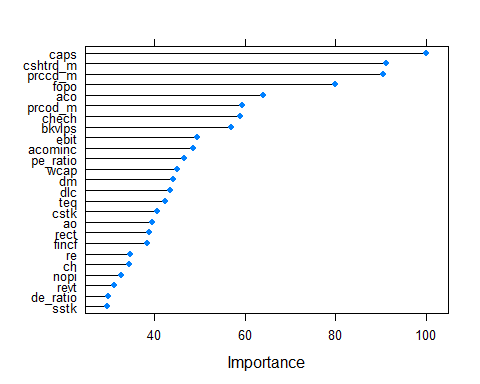 caps
cshtrd_m
prccd_m
fopo
aco
prcod_m
chech
bkvlps
ebit
acominc
pe_ratio
wcap
dm
dlc
teq
cstk
ao
rect
fincf
re
ch
nopi
revt
de_ratio
sstk
40 60 80 100
Importance